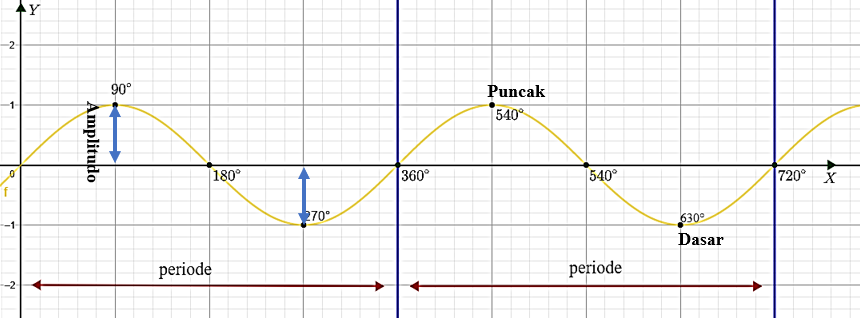 Y
2
90°
Puncak
1
540°
Amplitudo
0
180°
360°
540°
720°
X
f
270°
630°
−1
Dasar
periode
periode
−2